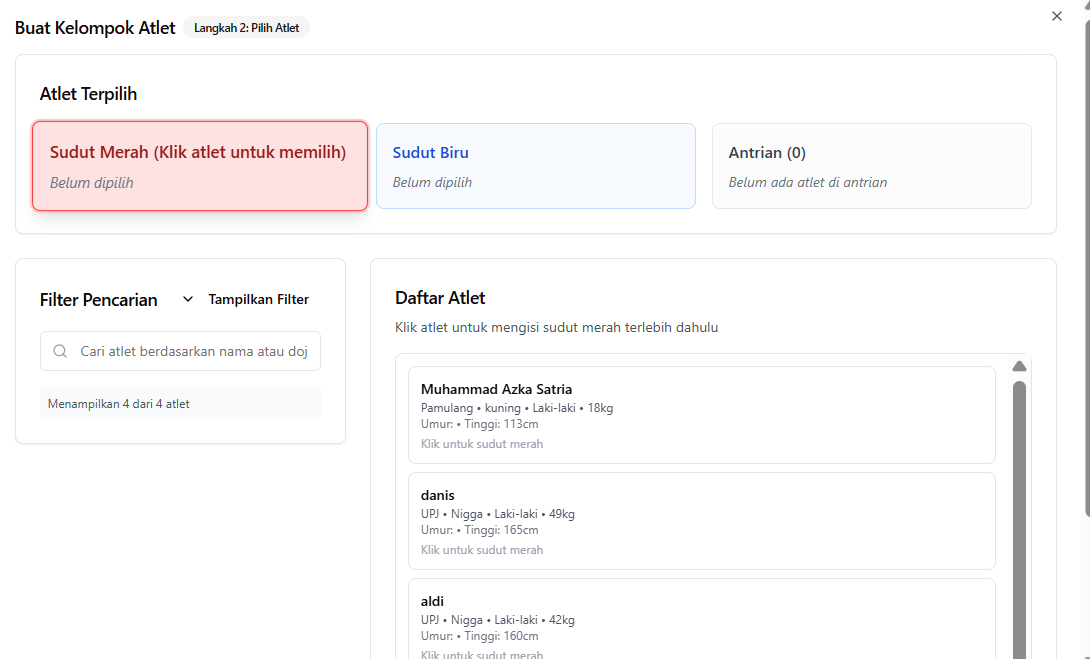 Buat Kelompok Atlet
Langkah 2: Pilih Atlet
Atlet Terpilih
Sudut Merah (Klik atlet untuk memilih)
Belum dipilih
Sudut Biru
Belum dipilih
Antrian (0)
Belum ada atlet di antrian
Filter Pencarian
Tampilkan Filter
Cari atlet berdasarkan nama atau doj
Menampilkan 4 dari 4 atlet
Daftar Atlet
Klik atlet untuk mengisi sudut merah terlebih dahulu
Muhammad Azka Satria
Pamulang • kuning • Laki-laki • 18kg
Umur: • Tinggi: 113cm
Klik untuk sudut merah
danis
UPJ • Nigga • Laki-laki • 49kg
Umur: • Tinggi: 165cm
Klik untuk sudut merah
aldi
UPJ • Nigga • Laki-laki • 42kg
Umur: • Tinggi: 160cm
Klik untuk sudut merah